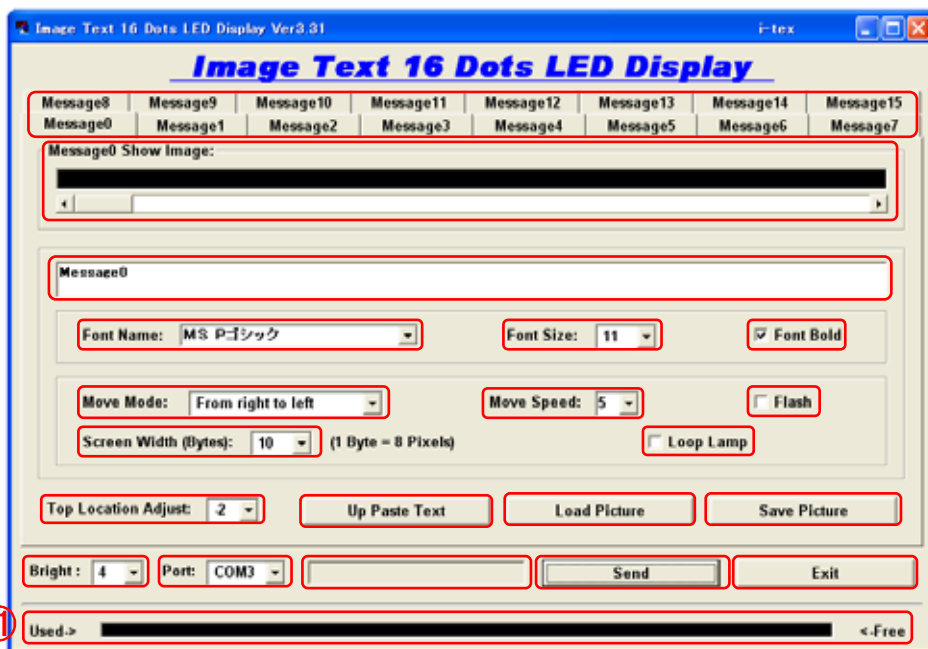 Image Text 16 Dots LED Display Ver3.31 i-tex
Image Text 16 Dots LED Display
Message8 Message9 Message10 Message11 Message12 Message13 Message14 Message15
Message0 Message1 Message2 Message3 Message4 Message5 Message6 Message7
Message0 Show Image:
Message0
Font Name: MS Pゴシック Font Size: 11 Font Bold
Move Mode: From right to left Move Speed: 5 Flash
Screen Width (Bytes): 10 (1 Byte = 8 Pixels) Loop Lamp
Top Location Adjust: -2 Up Paste Text Load Picture Save Picture
Bright : 4 Port: COM3 Send Exit
Used-> <-Free